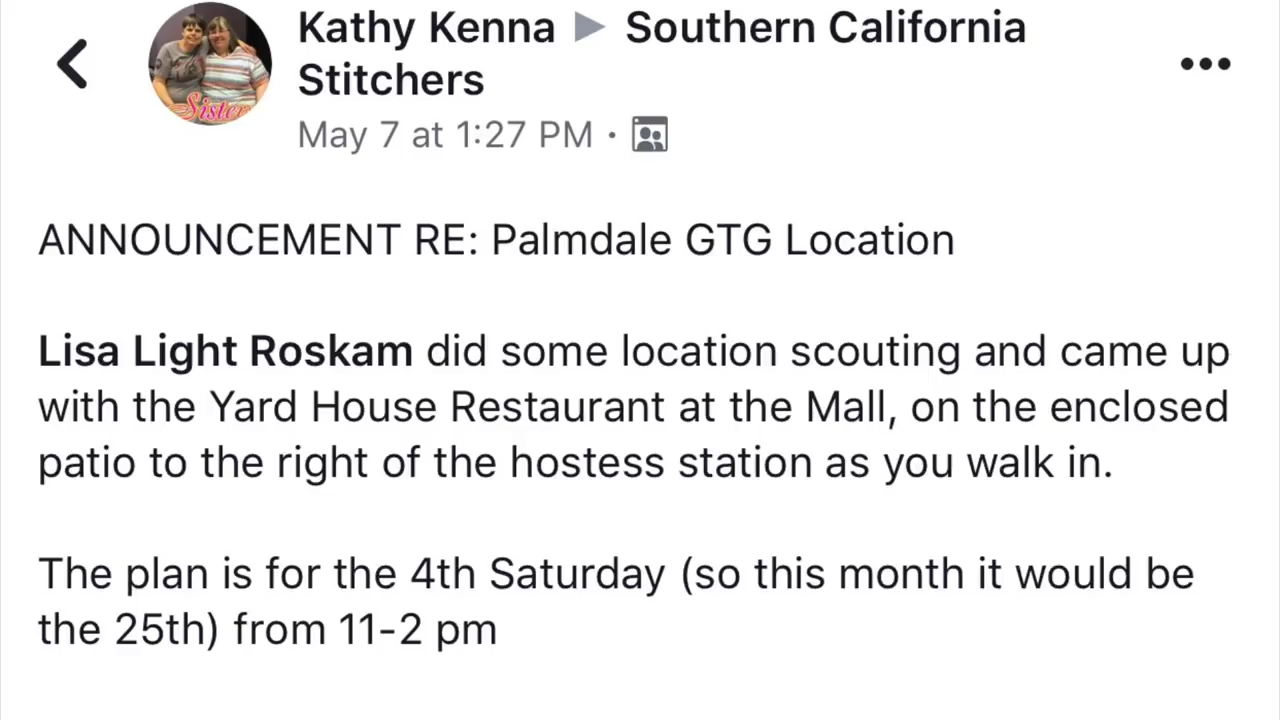 Kathy Kenna ▶ Southern California
Stitchers
May 7 at 1:27 PM ·
Sister
ANNOUNCEMENT RE: Palmdale GTG Location
Lisa Light Roskam did some location scouting and came up
with the Yard House Restaurant at the Mall, on the enclosed
patio to the right of the hostess station as you walk in.
The plan is for the 4th Saturday (so this month it would be
the 25th) from 11-2 pm